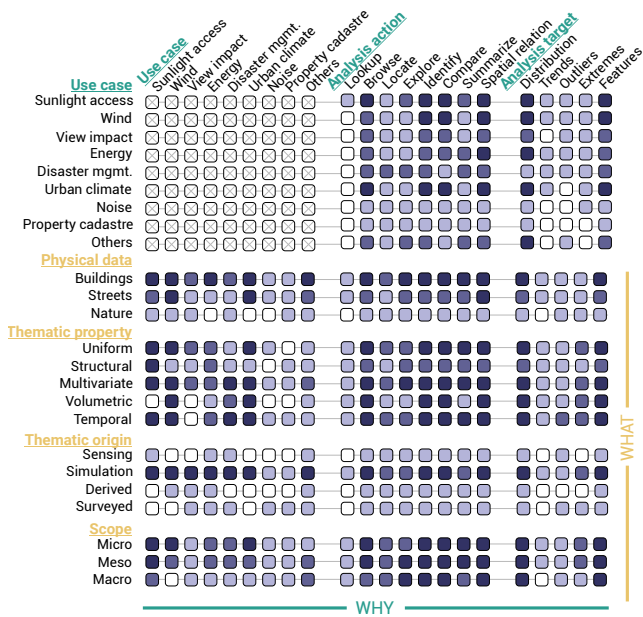 Use case
Sunlight access
Wind
View impact
Energy
Disaster mgmt.
Urban climate
Noise
Property cadastre
Others
Analysis action
Lookup
Browse
Locate
Explore
Identify
Compare
Summarize
Spatial relation
Analysis target
Distribution
Trends
Outliers
Extremes
Features
Use case
Sunlight access
Wind
View impact
Energy
Disaster mgmt.
Urban climate
Noise
Property cadastre
Others
Physical data
Buildings
Streets
Nature
Thematic property
Uniform
Structural
Multivariate
Volumetric
Temporal
Thematic origin
Sensing
Simulation
Derived
Surveyed
Scope
Micro
Meso
Macro
WHAT
WHY